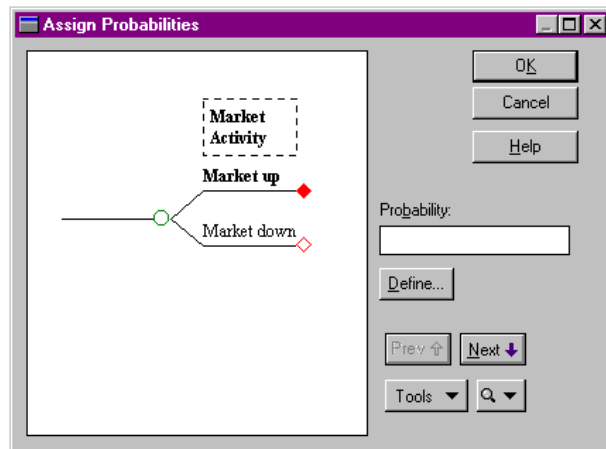 Assign Probabilities
Market
Activity
Market up
Market down
OK
Cancel
Help
Probability:
Define...
Prev
Next
Tools